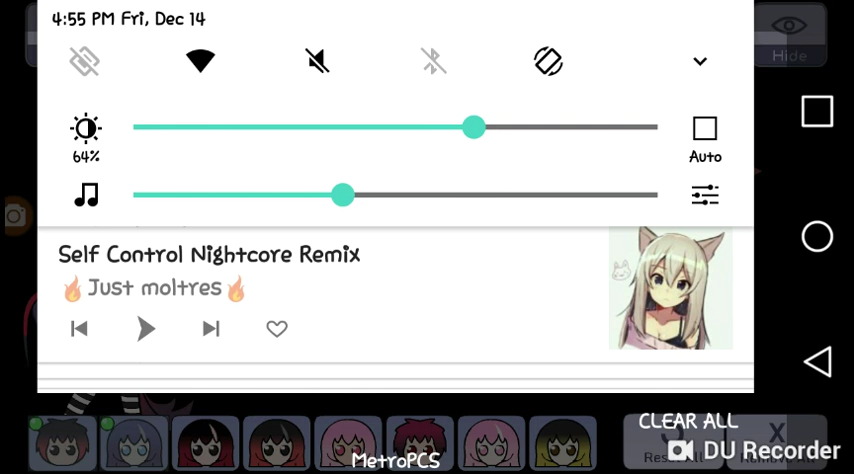 4:55 PM Fri, Dec 14
Hide
64%
Auto
Self Control Nightcore Remix
🔥Just moltres🔥
CLEAR ALL
DU Recorder
MetroPCS